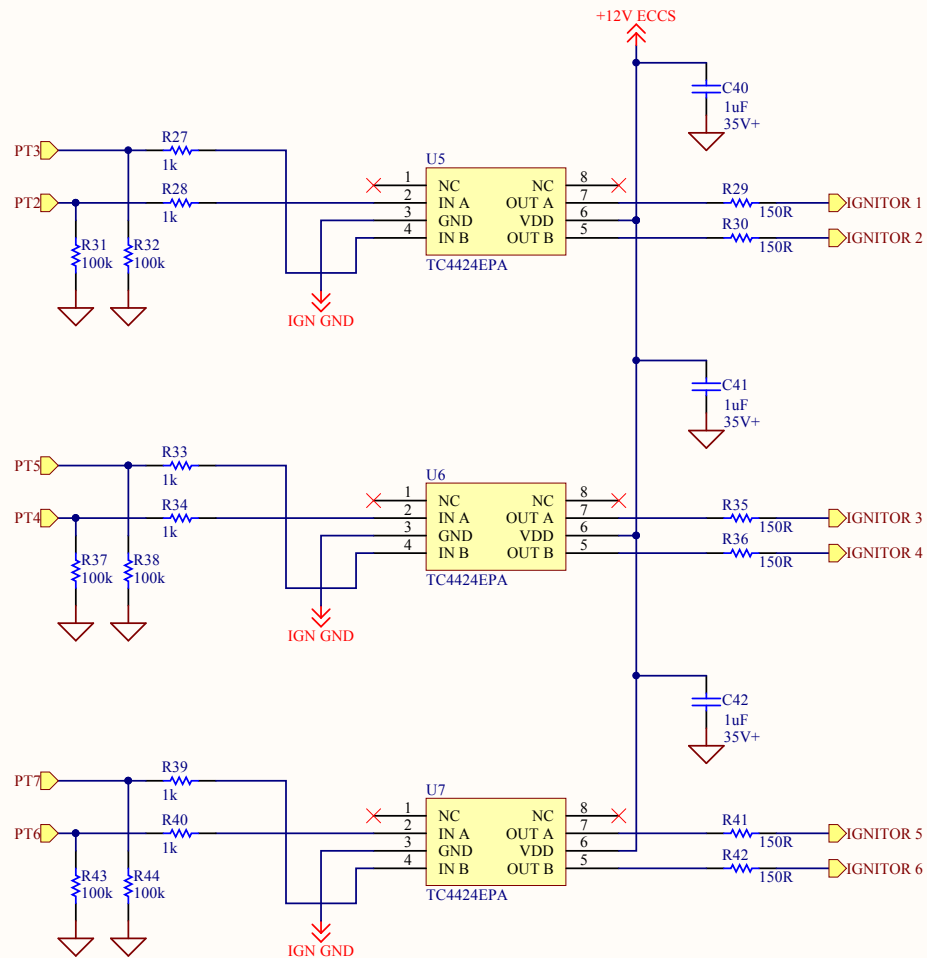 +12V ECCS
C40
1uF
35V+
R27
PT3
1k
U5
R28
1 NC NC 8
PT2
2 IN A OUT A 7
R29
IGNITOR 1
1k
150R
3 GND VDD 6
R30
4 IN B OUT B 5
IGNITOR 2
150R
R31
100k
R32
100k
TC4424EPA
IGN GND
C41
1uF
35V+
R33
PT5
1k
U6
R34
1 NC NC 8
PT4
2 IN A OUT A 7
R35
IGNITOR 3
1k
150R
3 GND VDD 6
R36
4 IN B OUT B 5
IGNITOR 4
150R
R37
100k
R38
100k
TC4424EPA
IGN GND
C42
1uF
35V+
R39
PT7
1k
U7
R40
1 NC NC 8
PT6
2 IN A OUT A 7
R41
IGNITOR 5
1k
150R
3 GND VDD 6
R42
4 IN B OUT B 5
IGNITOR 6
150R
R43
100k
R44
100k
TC4424EPA
IGN GND